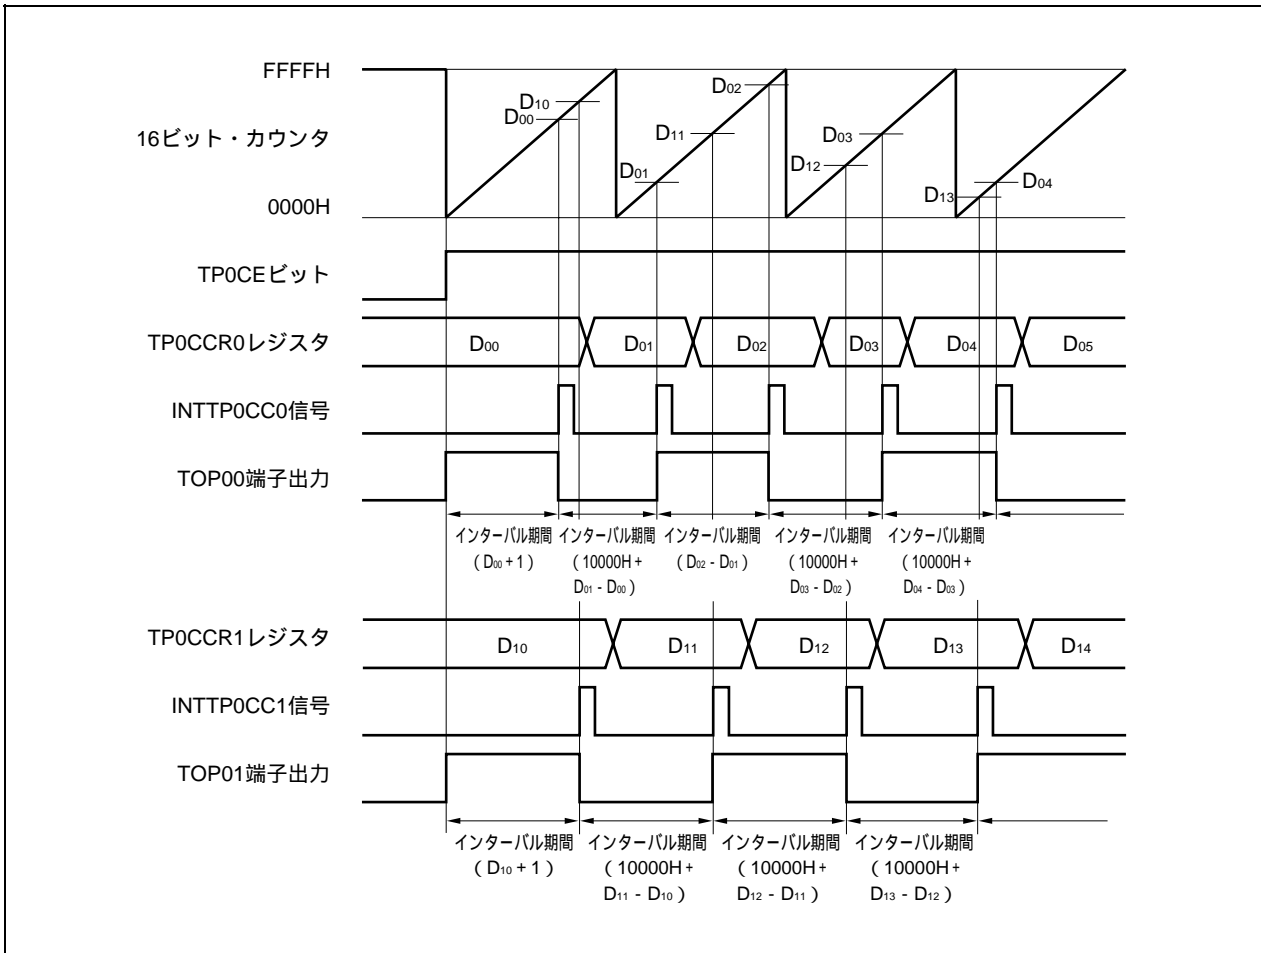 FFFFH
16ビット・カウンタ
0000H
D10
D00
D01
D11
D02
D12
D03
D13
D04
TP0CEビット
TP0CCR0レジスタ
D00 D01 D02 D03 D04 D05
INTTP0CC0信号
TOP00端子出力
インターバル期間 インターバル期間 インターバル期間 インターバル期間 インターバル期間
(D00 + 1) (10000H + (D02 - D01) (10000H + (10000H +
D01 - D00) D03 - D02) D04 - D03)
TP0CCR1レジスタ
D10 D11 D12 D13 D14
INTTP0CC1信号
TOP01端子出力
インターバル期間 インターバル期間 インターバル期間 インターバル期間
(D10 + 1) (10000H + (10000H + (10000H +
D11 - D10) D12 - D11) D13 - D12)